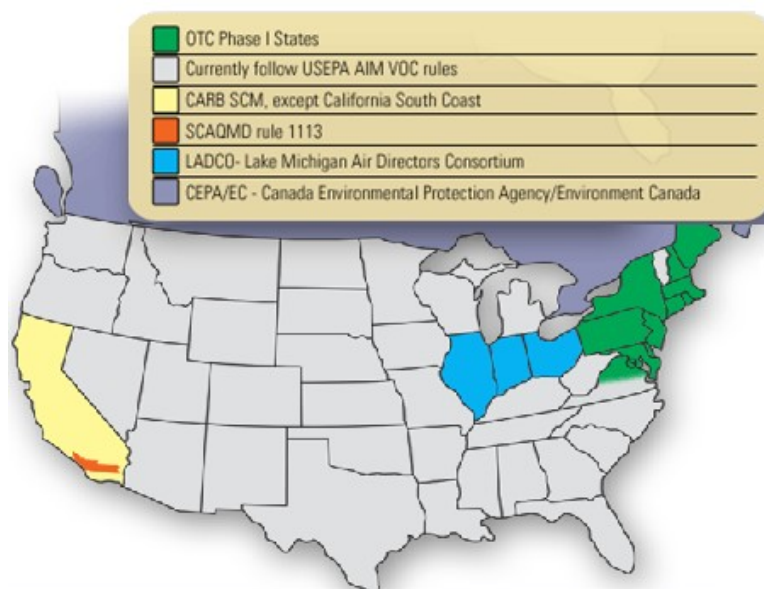 OTC Phase I States
Currently follow USEPA AIM VOC rules
CARB SCM, except California South Coast
SCAQMD rule 1113
LADCO- Lake Michigan Air Directors Consortium
CEPA/EC - Canada Environmental Protection Agency/Environment Canada